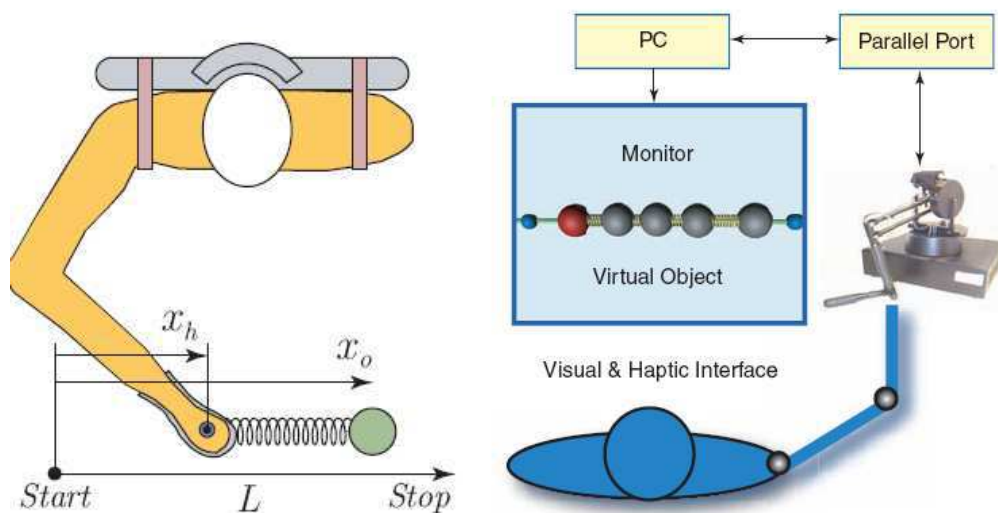 x_h
x_o
Start
L
Stop
PC
Parallel Port
Monitor
Virtual Object
Visual & Haptic Interface